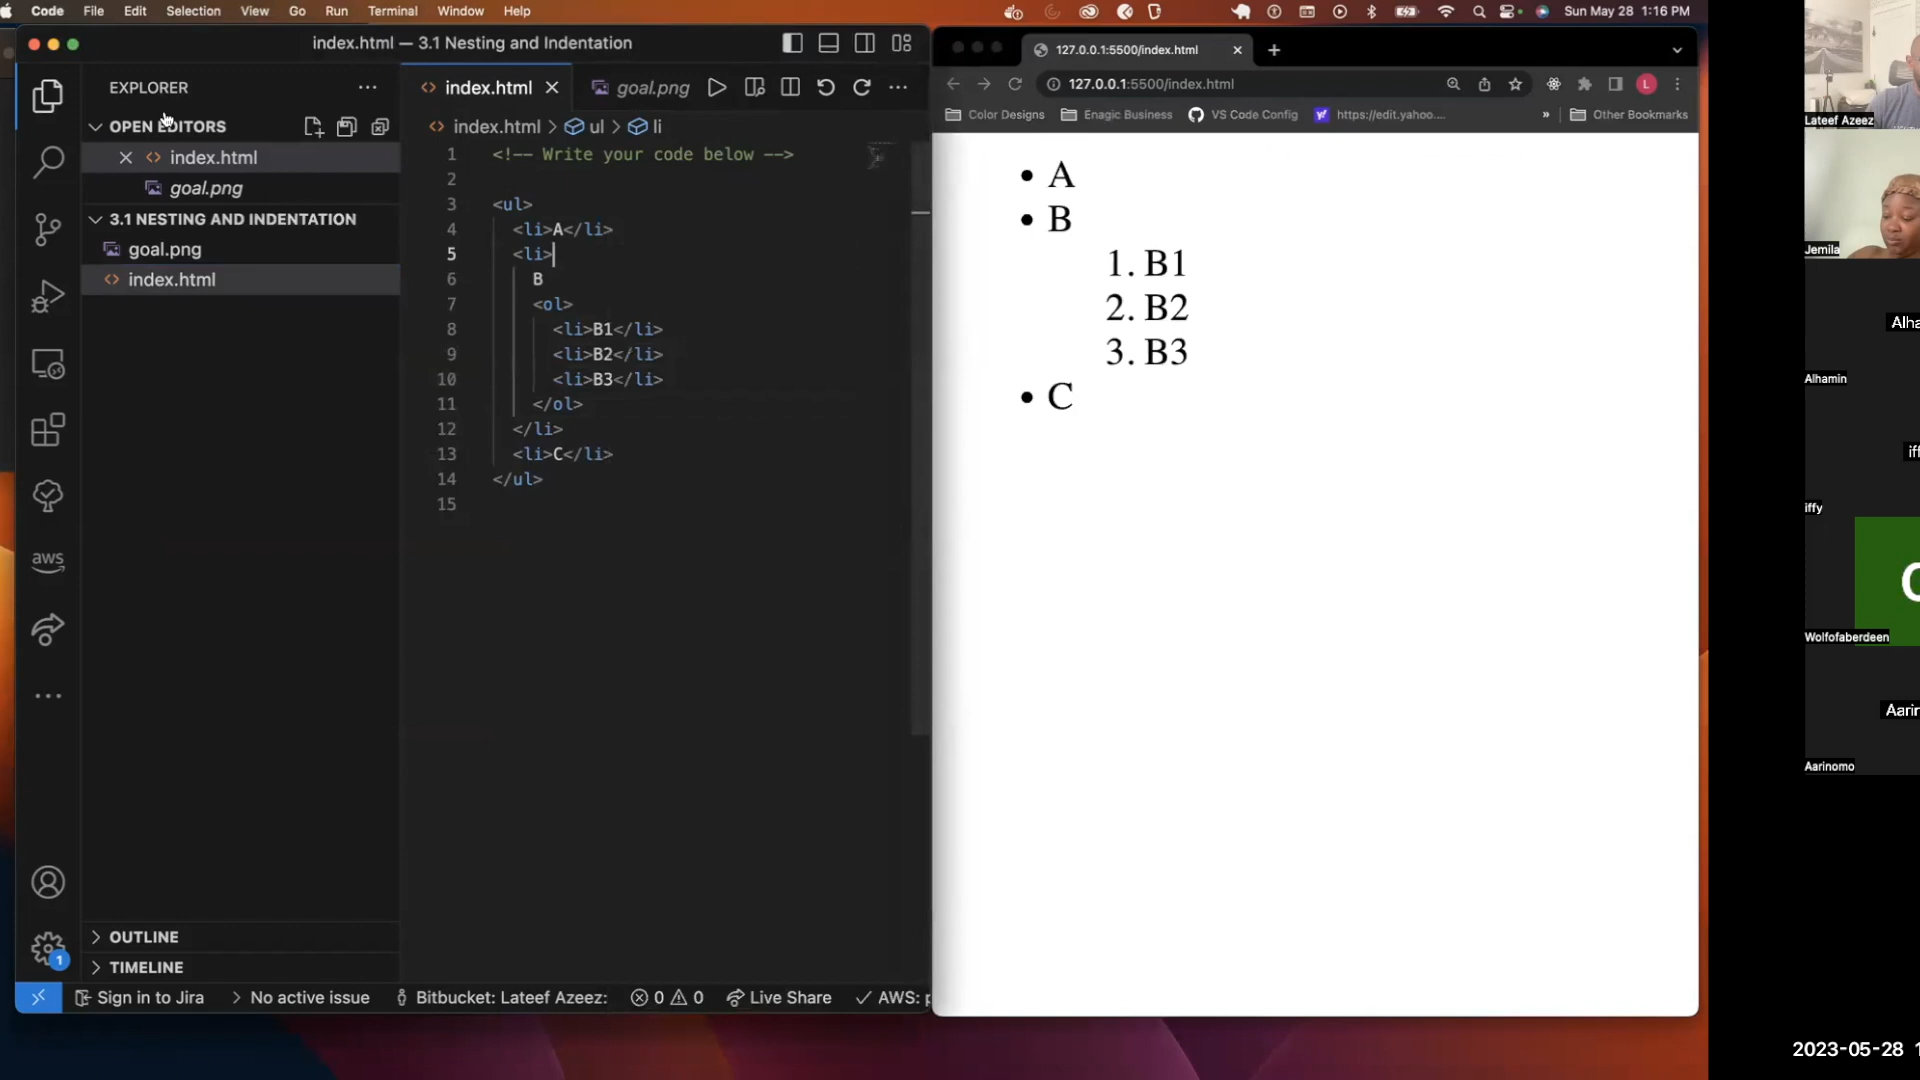 Code File Edit Selection View Go Run Terminal Window Help
Sun May 28 1:16 PM
index.html — 3.1 Nesting and Indentation
EXPLORER
OPEN EDITORS
index.html
goal.png
3.1 NESTING AND INDENTATION
goal.png
index.html
OUTLINE
TIMELINE
aws
1
index.html
goal.png
index.html > ul > li
1 <!-- Write your code below -->
2
3 <ul>
4 <li>A</li>
5 <li>
6 B
7 <ol>
8 <li>B1</li>
9 <li>B2</li>
10 <li>B3</li>
11 </ol>
12 </li>
13 <li>C</li>
14 </ul>
15
Sign in to Jira > No active issue Bitbucket: Lateef Azeez: 0 0 Live Share AWS: p
127.0.0.1:5500/index.html
127.0.0.1:5500/index.html
L
Color Designs Enagic Business VS Code Config https://edit.yahoo.... » Other Bookmarks
• A
• B
1. B1
2. B2
3. B3
• C
Lateef Azeez
Jemila
Alha
Alhamin
iff
iffy
Wolfofaberdeen
Aarin
Aarinomo
2023-05-28 1